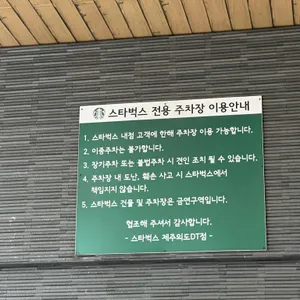 스타벅스 전용 주차장 이용안내
1. 스타벅스 내점 고객에 한해 주차장 이용 가능합니다.
2. 이중주차는 불가합니다.
3. 장기주차 또는 불법주차 시 견인 조치 될 수 있습니다.
4. 주차장 내 도난, 훼손 사고 시 스타벅스에서
책임지지 않습니다.
5. 스타벅스 건물 및 주차장은 금연구역입니다.
협조해 주셔서 감사합니다.
- 스타벅스 제주외도DT점 -